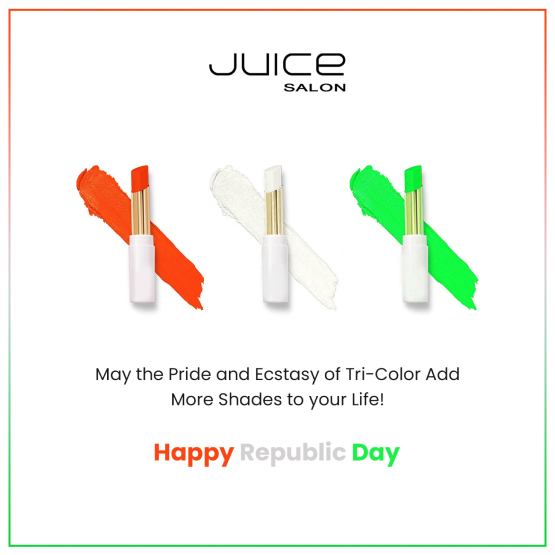 JUICE
SALON
May the Pride and Ecstasy of Tri-Color Add
More Shades to your Life!
Happy Republic Day